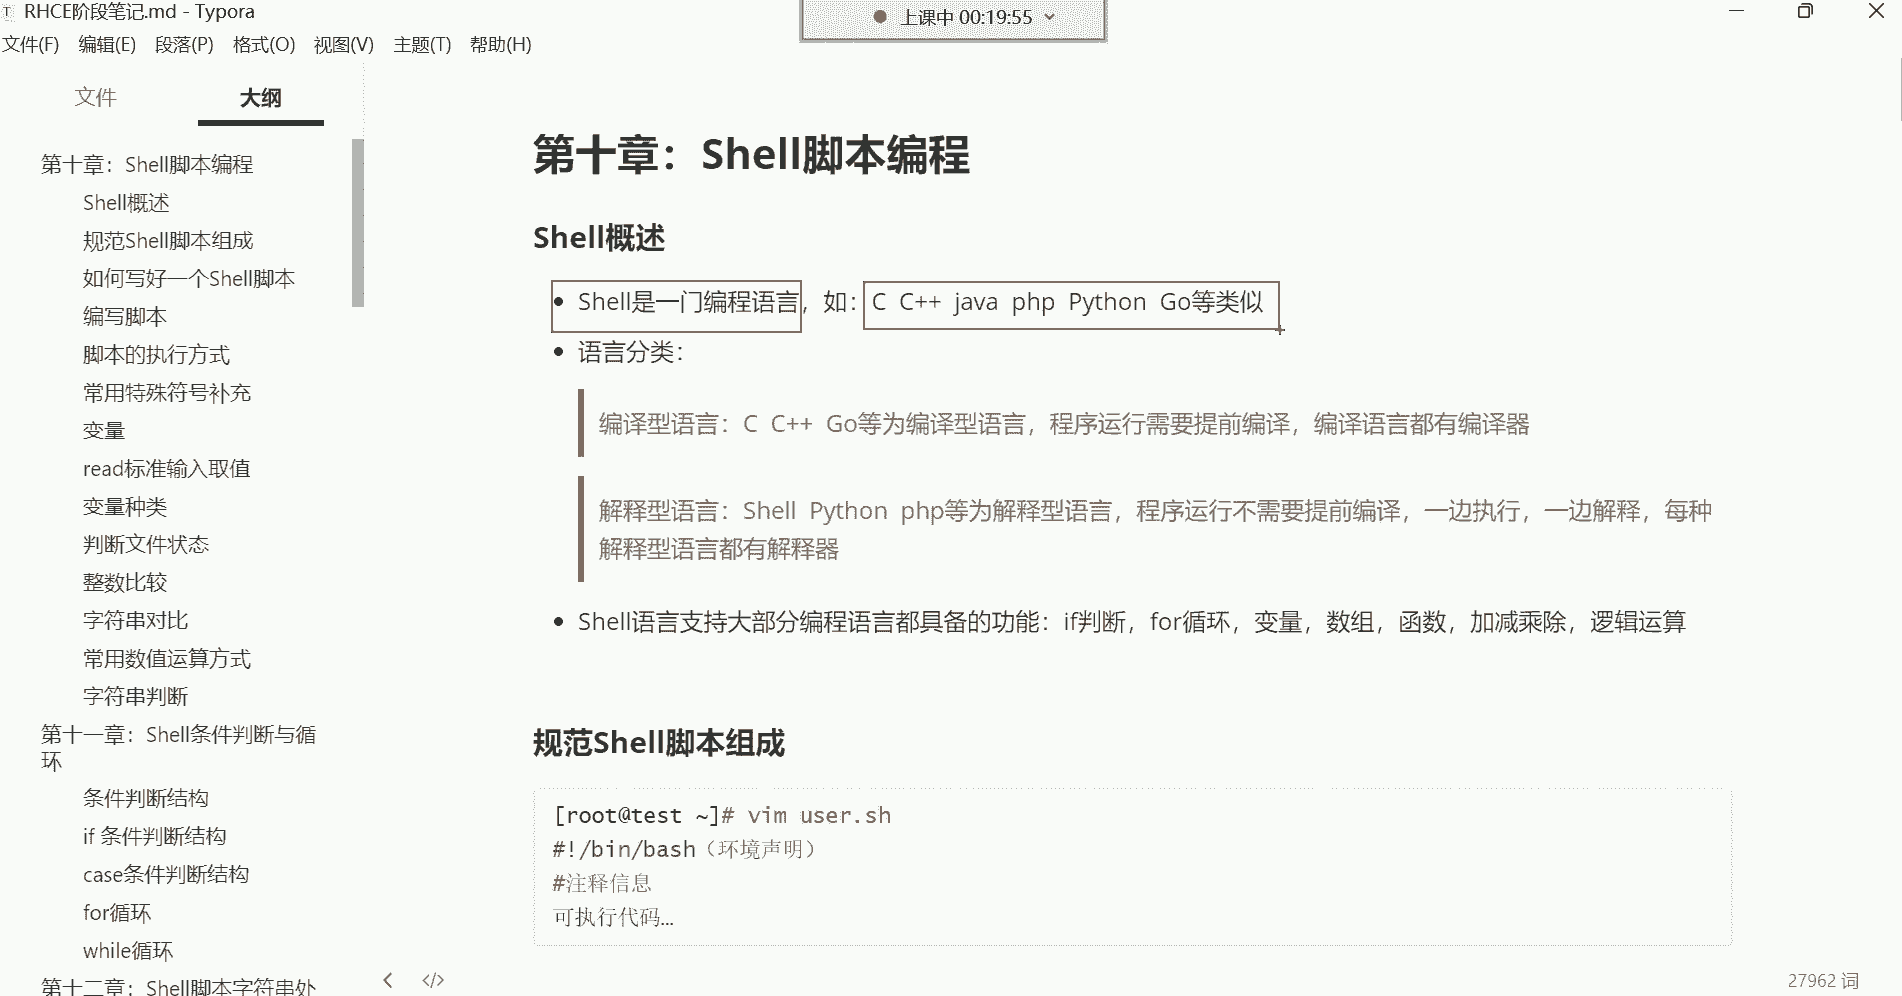 RHCE阶段笔记.md - Typora
上课中 00:19:55
文件(F) 编辑(E) 段落(P) 格式(O) 视图(V) 主题(T) 帮助(H)
文件 大纲
第十章：Shell脚本编程
Shell概述
规范Shell脚本组成
如何写好一个Shell脚本
编写脚本
脚本的执行方式
常用特殊符号补充
变量
read标准输入取值
变量种类
判断文件状态
整数比较
字符串对比
常用数值运算方式
字符串判断
第十一章：Shell条件判断与循
环
条件判断结构
if 条件判断结构
case条件判断结构
for循环
while循环
第十二章：Shell脚本字符串处
第十章：Shell脚本编程
Shell概述
Shell是一门编程语言，如：C C++ java php Python Go等类似
语言分类：
编译型语言：C C++ Go等为编译型语言，程序运行需要提前编译，编译语言都有编译器
解释型语言：Shell Python php等为解释型语言，程序运行不需要提前编译，一边执行，一边解释，每种
解释型语言都有解释器
Shell语言支持大部分编程语言都具备的功能：if判断，for循环，变量，数组，函数，加减乘除，逻辑运算
规范Shell脚本组成
[root@test ~]# vim user.sh
#!/bin/bash（环境声明）
#注释信息
可执行代码...
</> 27962 词